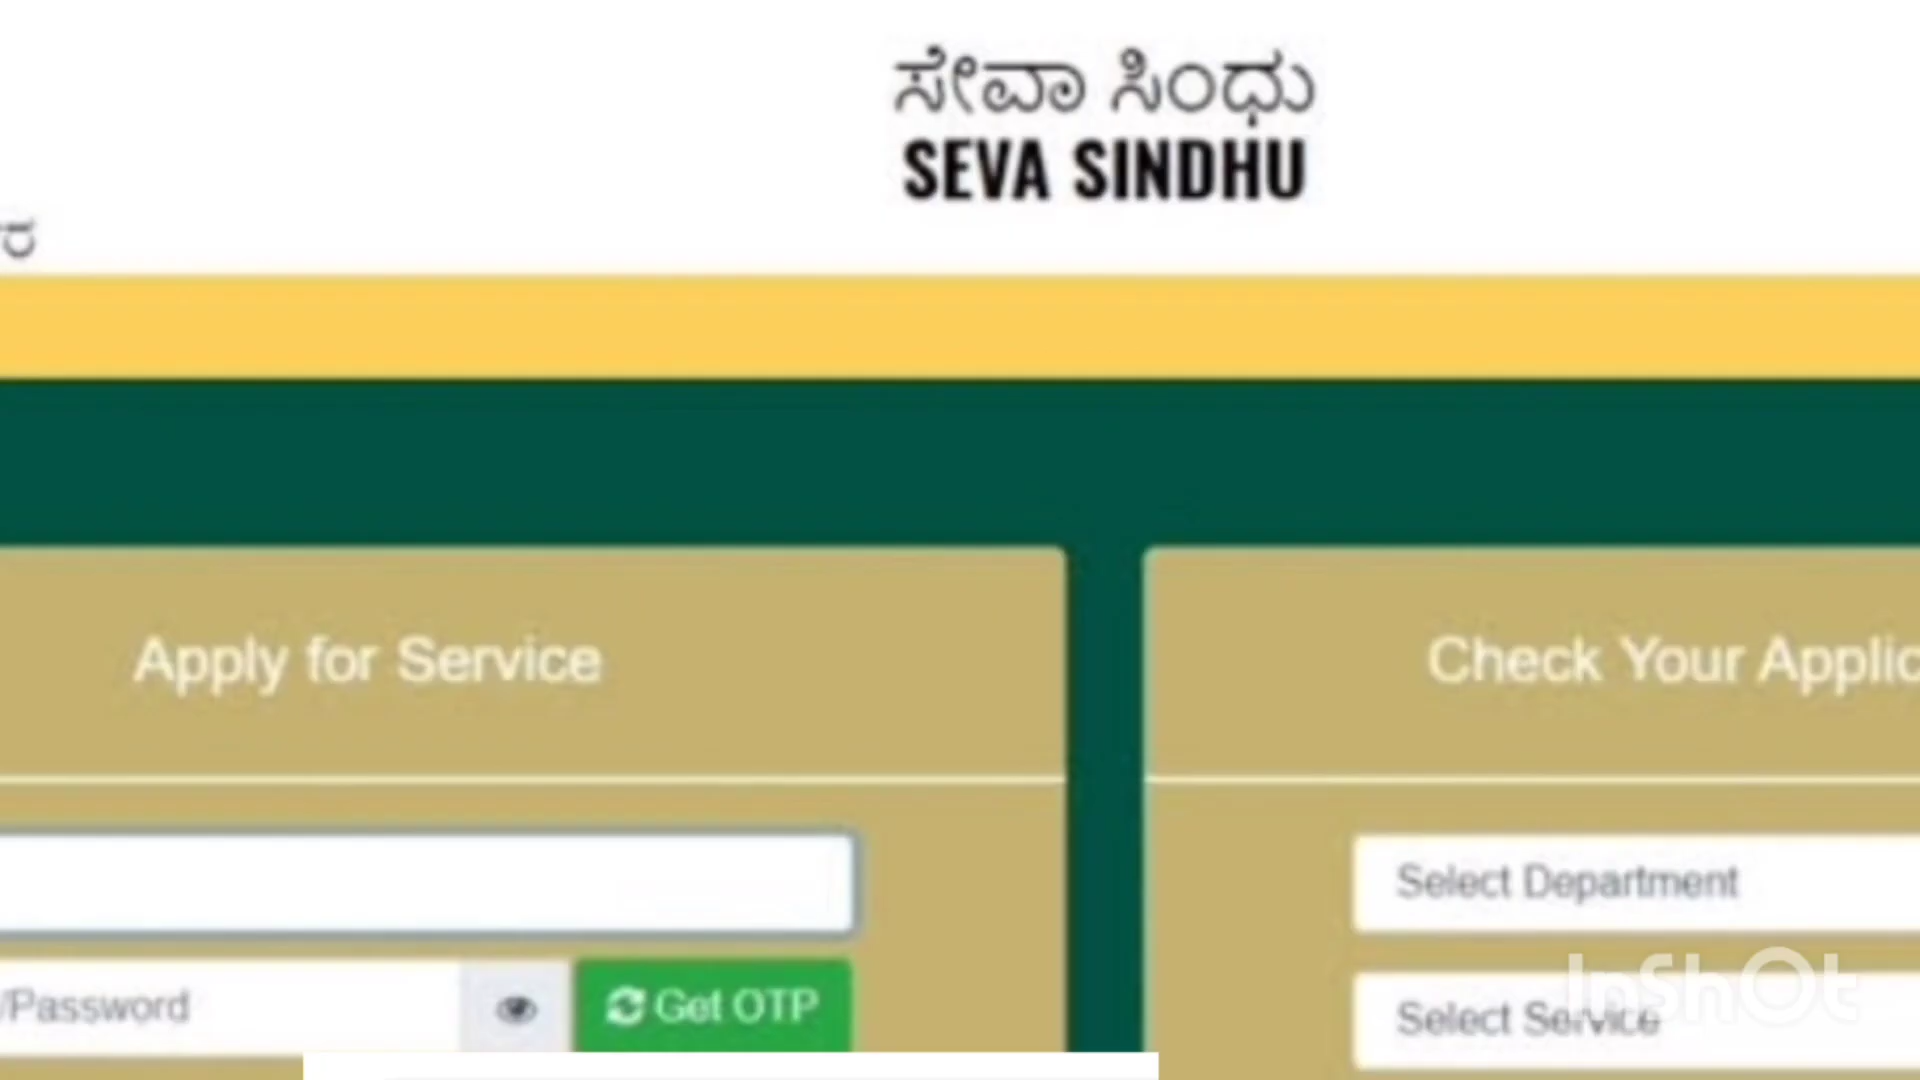 ಸೇವಾ ಸಿಂಧು
SEVA SINDHU
Apply for Service
Check Your Applic
Select Department
/Password
Get OTP
Select Service
InShOt